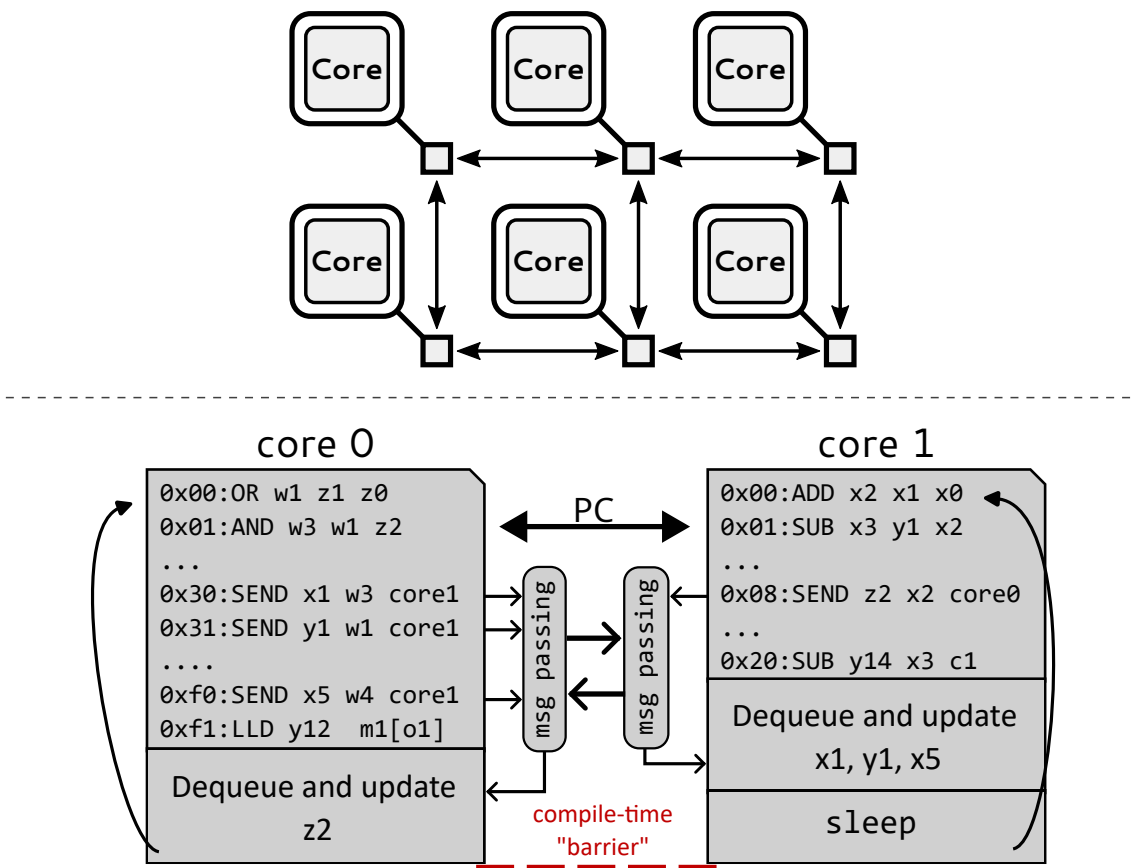 Core Core Core
Core Core Core
core 0
0x00:OR w1 z1 z0
0x01:AND w3 w1 z2
...
0x30:SEND x1 w3 core1
0x31:SEND y1 w1 core1
....
0xf0:SEND x5 w4 core1
0xf1:LLD y12 m1[o1]
Dequeue and update
z2
PC
msg passing
msg passing
compile-time
"barrier"
core 1
0x00:ADD x2 x1 x0
0x01:SUB x3 y1 x2
...
0x08:SEND z2 x2 core0
...
0x20:SUB y14 x3 c1
Dequeue and update
x1, y1, x5
sleep